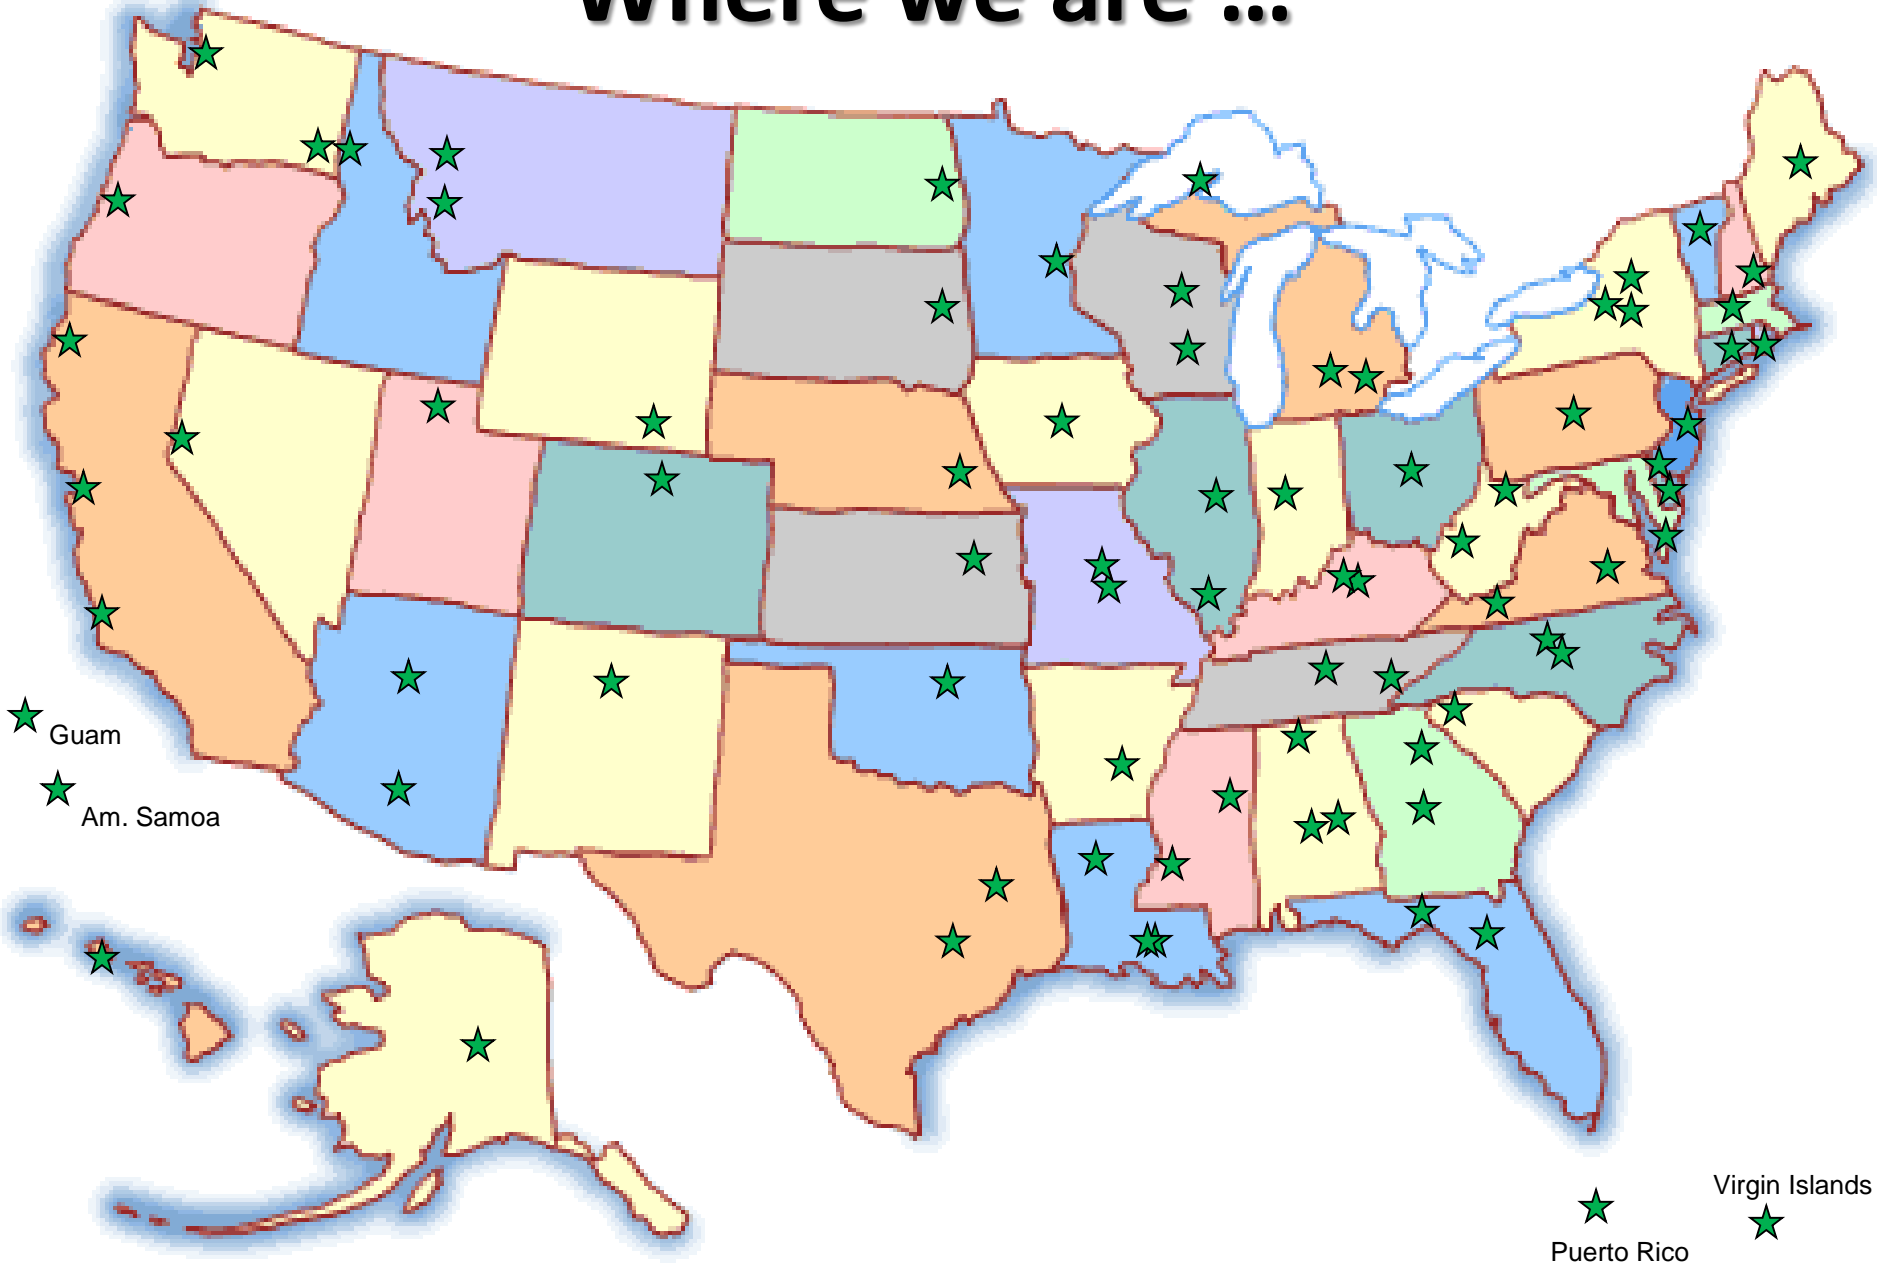 Where we are ...
Guam
Am. Samoa
Virgin Islands
Puerto Rico